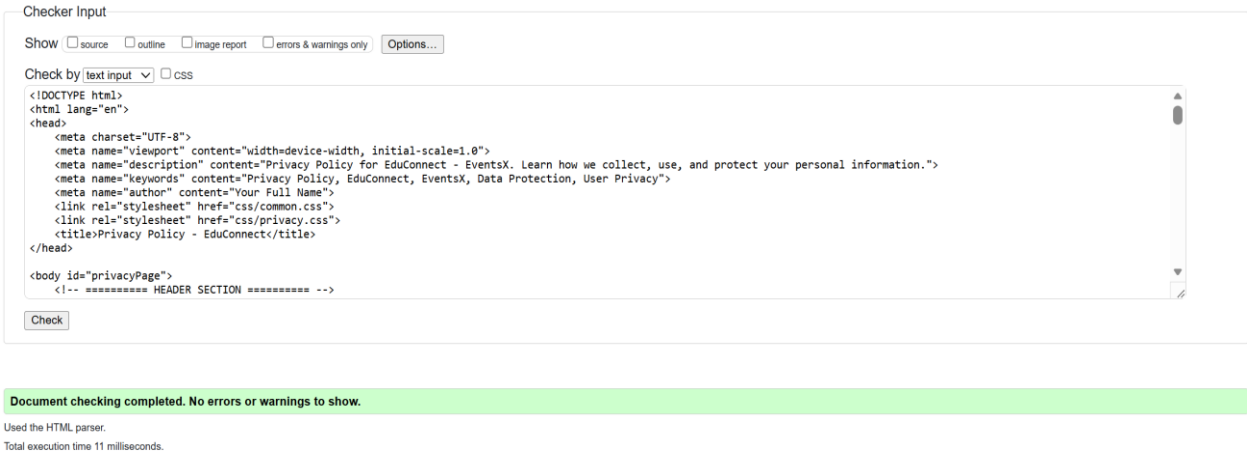 Checker Input
Show source outline image report errors & warnings only Options...
Check by text input CSS
<!DOCTYPE html>
<html lang="en">
<head>
<meta charset="UTF-8">
<meta name="viewport" content="width=device-width, initial-scale=1.0">
<meta name="description" content="Privacy Policy for EduConnect - EventsX. Learn how we collect, use, and protect your personal information.">
<meta name="keywords" content="Privacy Policy, EduConnect, EventsX, Data Protection, User Privacy">
<meta name="author" content="Your Full Name">
<link rel="stylesheet" href="css/common.css">
<link rel="stylesheet" href="css/privacy.css">
<title>Privacy Policy - EduConnect</title>
</head>
<body id="privacyPage">
<!-- ========== HEADER SECTION ========== -->
Check
Document checking completed. No errors or warnings to show.
Used the HTML parser.
Total execution time 11 milliseconds.